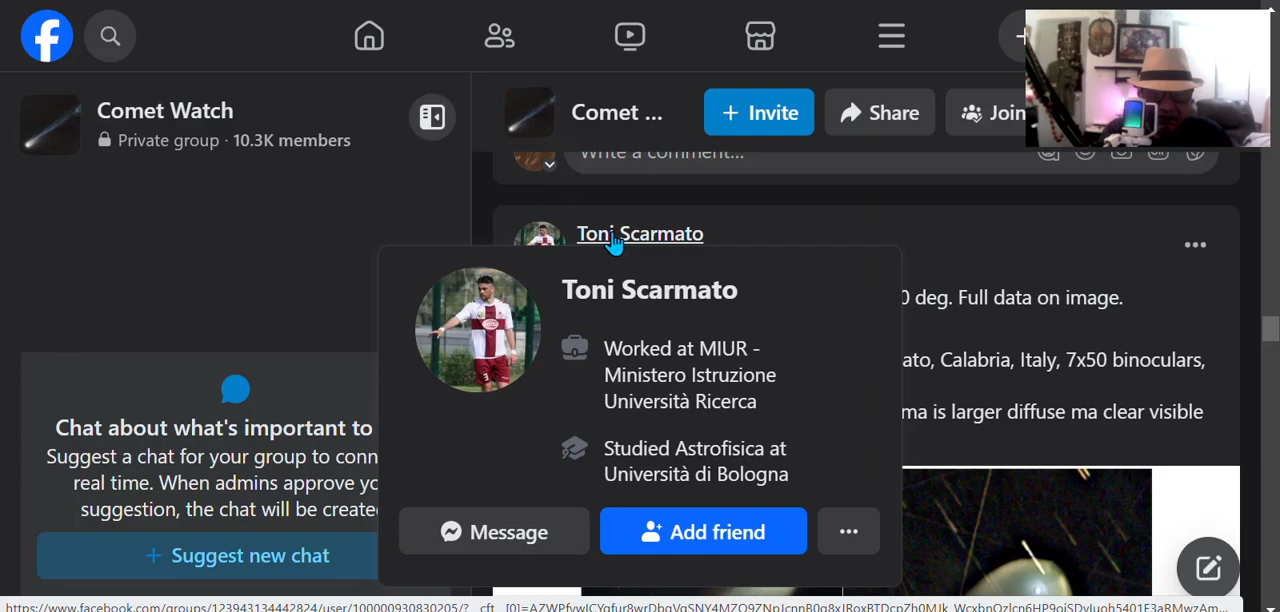 Comet Watch
Private group · 10.3K members
Comet ...
+ Invite
Share
Join
Write a comment...
Toni Scarmato
Toni Scarmato
Worked at MIUR -
Ministero Istruzione
Università Ricerca
Studied Astrofisica at
Università di Bologna
Message
Add friend
0 deg. Full data on image.
ato, Calabria, Italy, 7x50 binoculars,
ma is larger diffuse ma clear visible
Chat about what's important to
Suggest a chat for your group to conn
real time. When admins approve yo
suggestion, the chat will be create
+ Suggest new chat